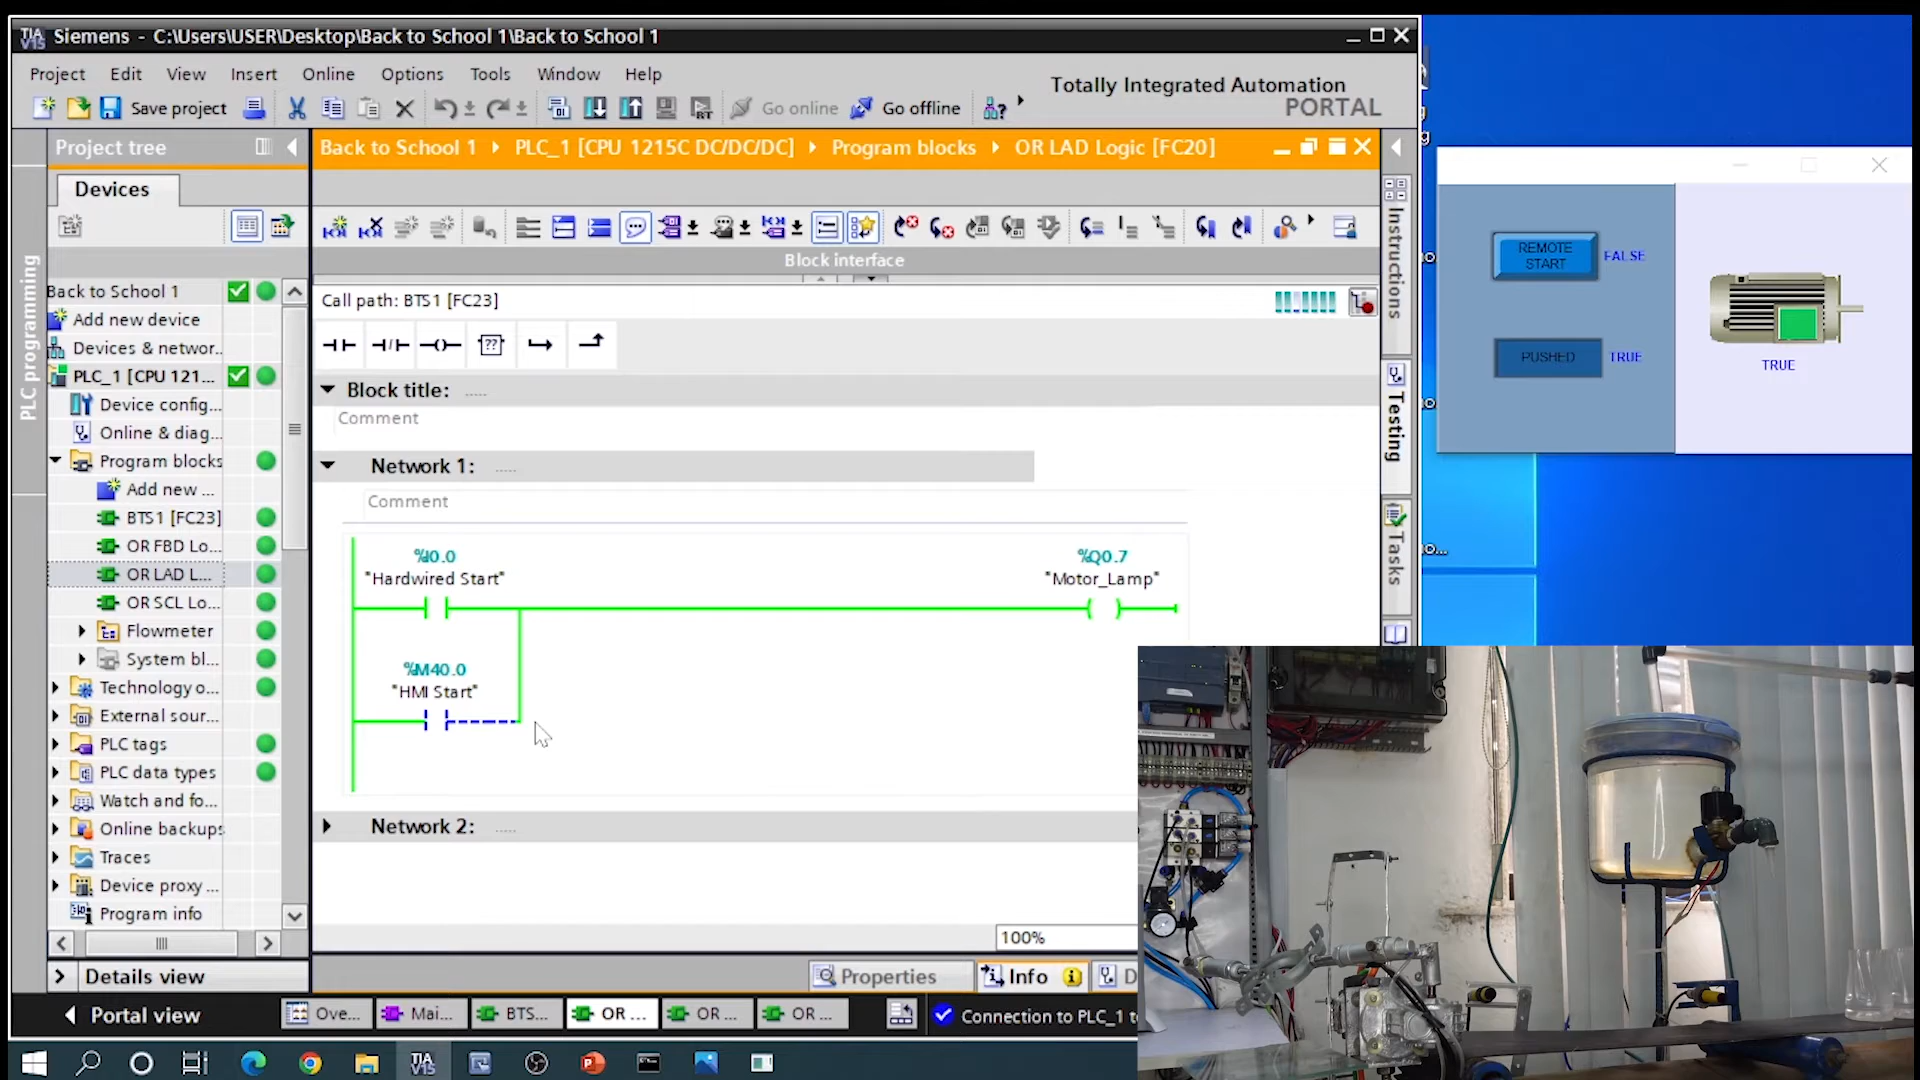 TIA V15 Siemens - C:\Users\USER\Desktop\Back to School 1\Back to School 1
Project Edit View Insert Online Options Tools Window Help
Totally Integrated Automation
PORTAL
Save project Go online Go offline
Project tree
Back to School 1 PLC_1 [CPU 1215C DC/DC/DC] Program blocks OR LAD Logic [FC20]
Devices
Block interface
PLC programming
Back to School 1
Add new device
Devices & networ...
PLC_1 [CPU 121...
Device config...
Online & diag...
Program blocks
Add new ...
BTS1 [FC23]
OR FBD Lo...
OR LAD L...
OR SCL Lo...
Flowmeter
System bl...
Technology o...
External sour...
PLC tags
PLC data types
Watch and fo...
Online backups
Traces
Device proxy ...
Program info
Details view
Call path: BTS1 [FC23]
??
Block title: .....
Comment
Network 1: .....
Comment
%I0.0
"Hardwired Start"
%Q0.7
"Motor_Lamp"
%M40.0
"HMI Start"
Network 2: .....
100%
Properties Info D
Instructions
Testing
Tasks
REMOTE
START
FALSE
PUSHED
TRUE
TRUE
Portal view Ove... Mai... BTS... OR ... OR ... OR ... Connection to PLC_1 t
TIA V15